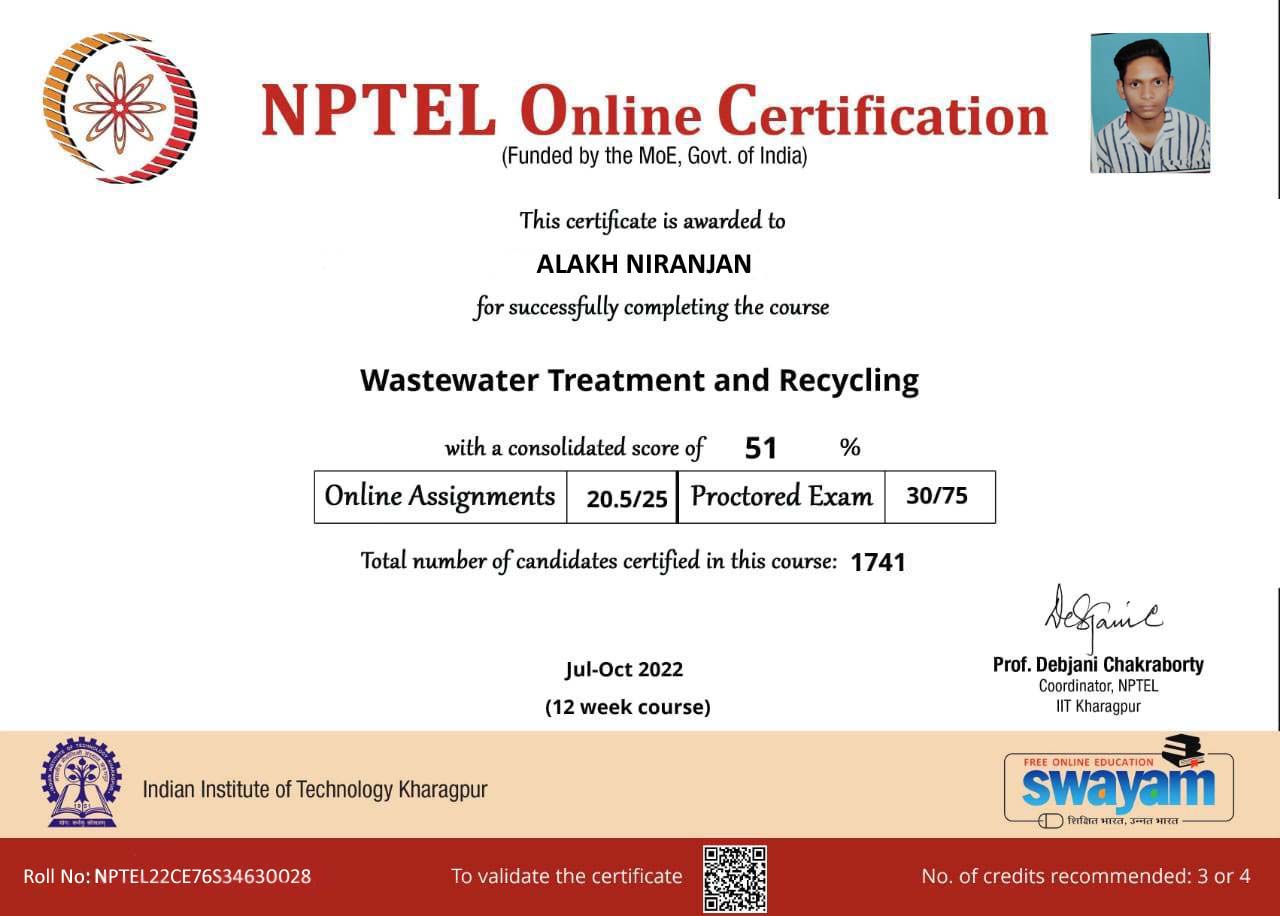 NPTEL Online Certification
(Funded by the MoE, Govt. of India)
This certificate is awarded to
ALAKH NIRANJAN
for successfully completing the course
Wastewater Treatment and Recycling
with a consolidated score of 51 %
Online Assignments 20.5/25 Proctored Exam 30/75
Total number of candidates certified in this course: 1741
Jul-Oct 2022
(12 week course)
Prof. Debjani Chakraborty
Coordinator, NPTEL
IIT Kharagpur
Indian Institute of Technology Kharagpur
FREE ONLINE EDUCATION
swayam
शिक्षित भारत, उन्नत भारत
Roll No: NPTEL22CE76S34630028
To validate the certificate
No. of credits recommended: 3 or 4